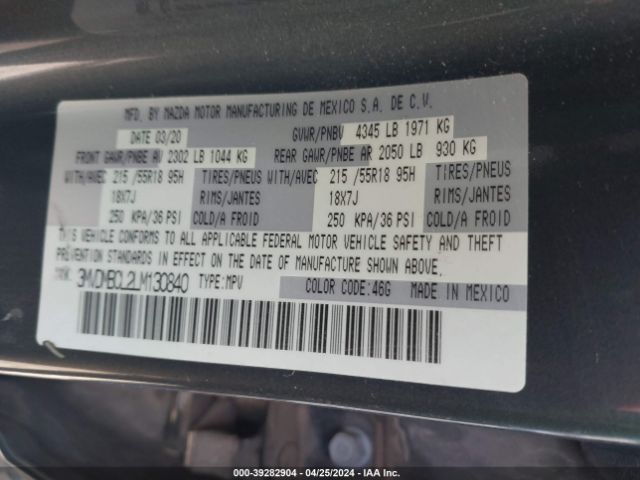 MFD. BY MAZDA MOTOR MANUFACTURING DE MEXICO S.A. DE C.V.
DATE 03/20 GVWR/PNBV 4345 LB 1971 KG
FRONT GAWR/PNBE AV 2302 LB 1044 KG REAR GAWR/PNBE AR 2050 LB 930 KG
WITH/AVEC 215 /55R18 95H TIRES/PNEUS WITH/AVEC 215 /55R18 95H TIRES/PNEUS
18X7J RIMS/JANTES 18X7J RIMS/JANTES
250 KPA/36 PSI COLD/A FROID 250 KPA/36 PSI COLD/A FROID
THIS VEHICLE CONFORMS TO ALL APPLICABLE FEDERAL MOTOR VEHICLE SAFETY AND THEFT
PREVENTION STANDARDS IN EFFECT ON THE DATE OF MANUFACTURE SHOWN ABOVE.
TYPE:MPV COLOR CODE:46G MADE IN MEXICO
000-39282904 - 04/25/2024 - IAA Inc.